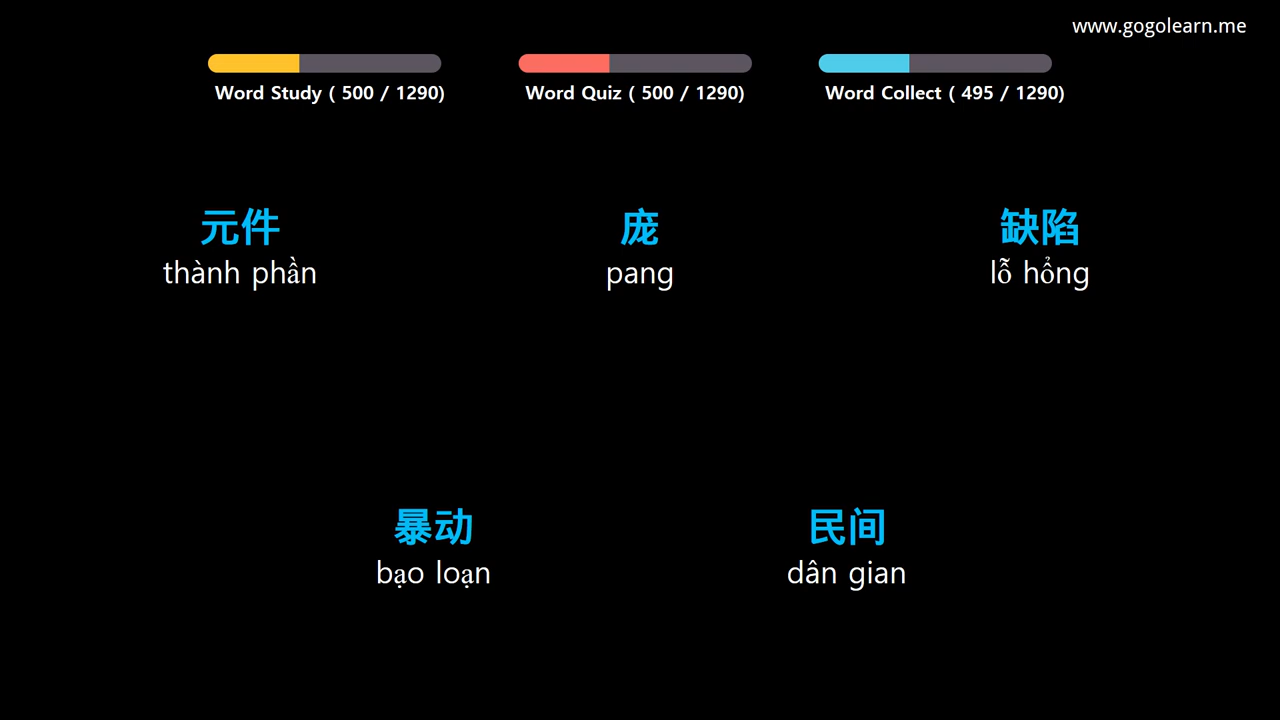 www.gogolearn.me
Word Study ( 500 / 1290)
Word Quiz ( 500 / 1290)
Word Collect ( 495 / 1290)
元件
thành phần
庞
pang
缺陷
lỗ hổng
暴动
bạo loạn
民间
dân gian